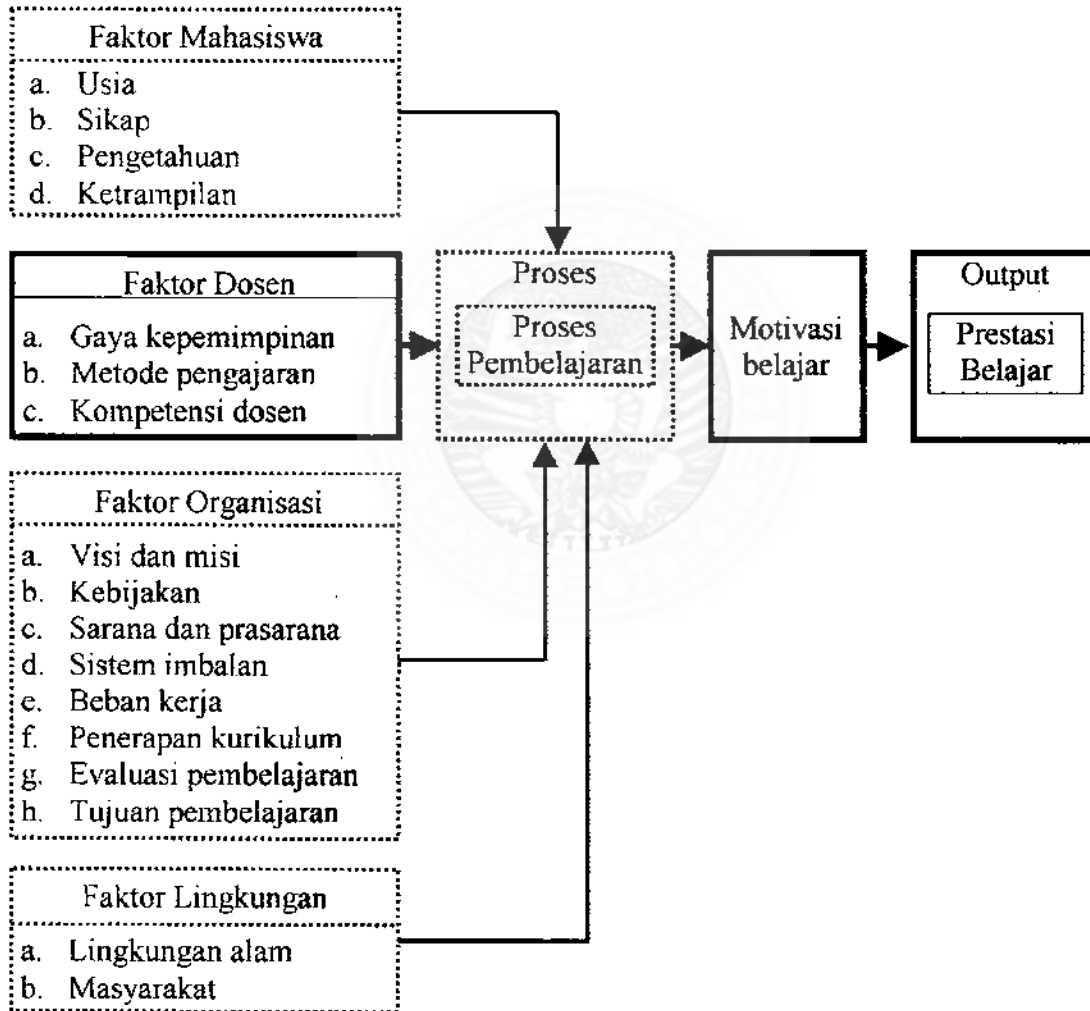 Faktor Mahasiswa
a. Usia
b. Sikap
c. Pengetahuan
d. Ketrampilan
Faktor Dosen
a. Gaya kepemimpinan
b. Metode pengajaran
c. Kompetensi dosen
Proses
Proses
Pembelajaran
Motivasi
belajar
Output
Prestasi
Belajar
Faktor Organisasi
a. Visi dan misi
b. Kebijakan
c. Sarana dan prasarana
d. Sistem imbalan
e. Beban kerja
f. Penerapan kurikulum
g. Evaluasi pembelajaran
h. Tujuan pembelajaran
Faktor Lingkungan
a. Lingkungan alam
b. Masyarakat